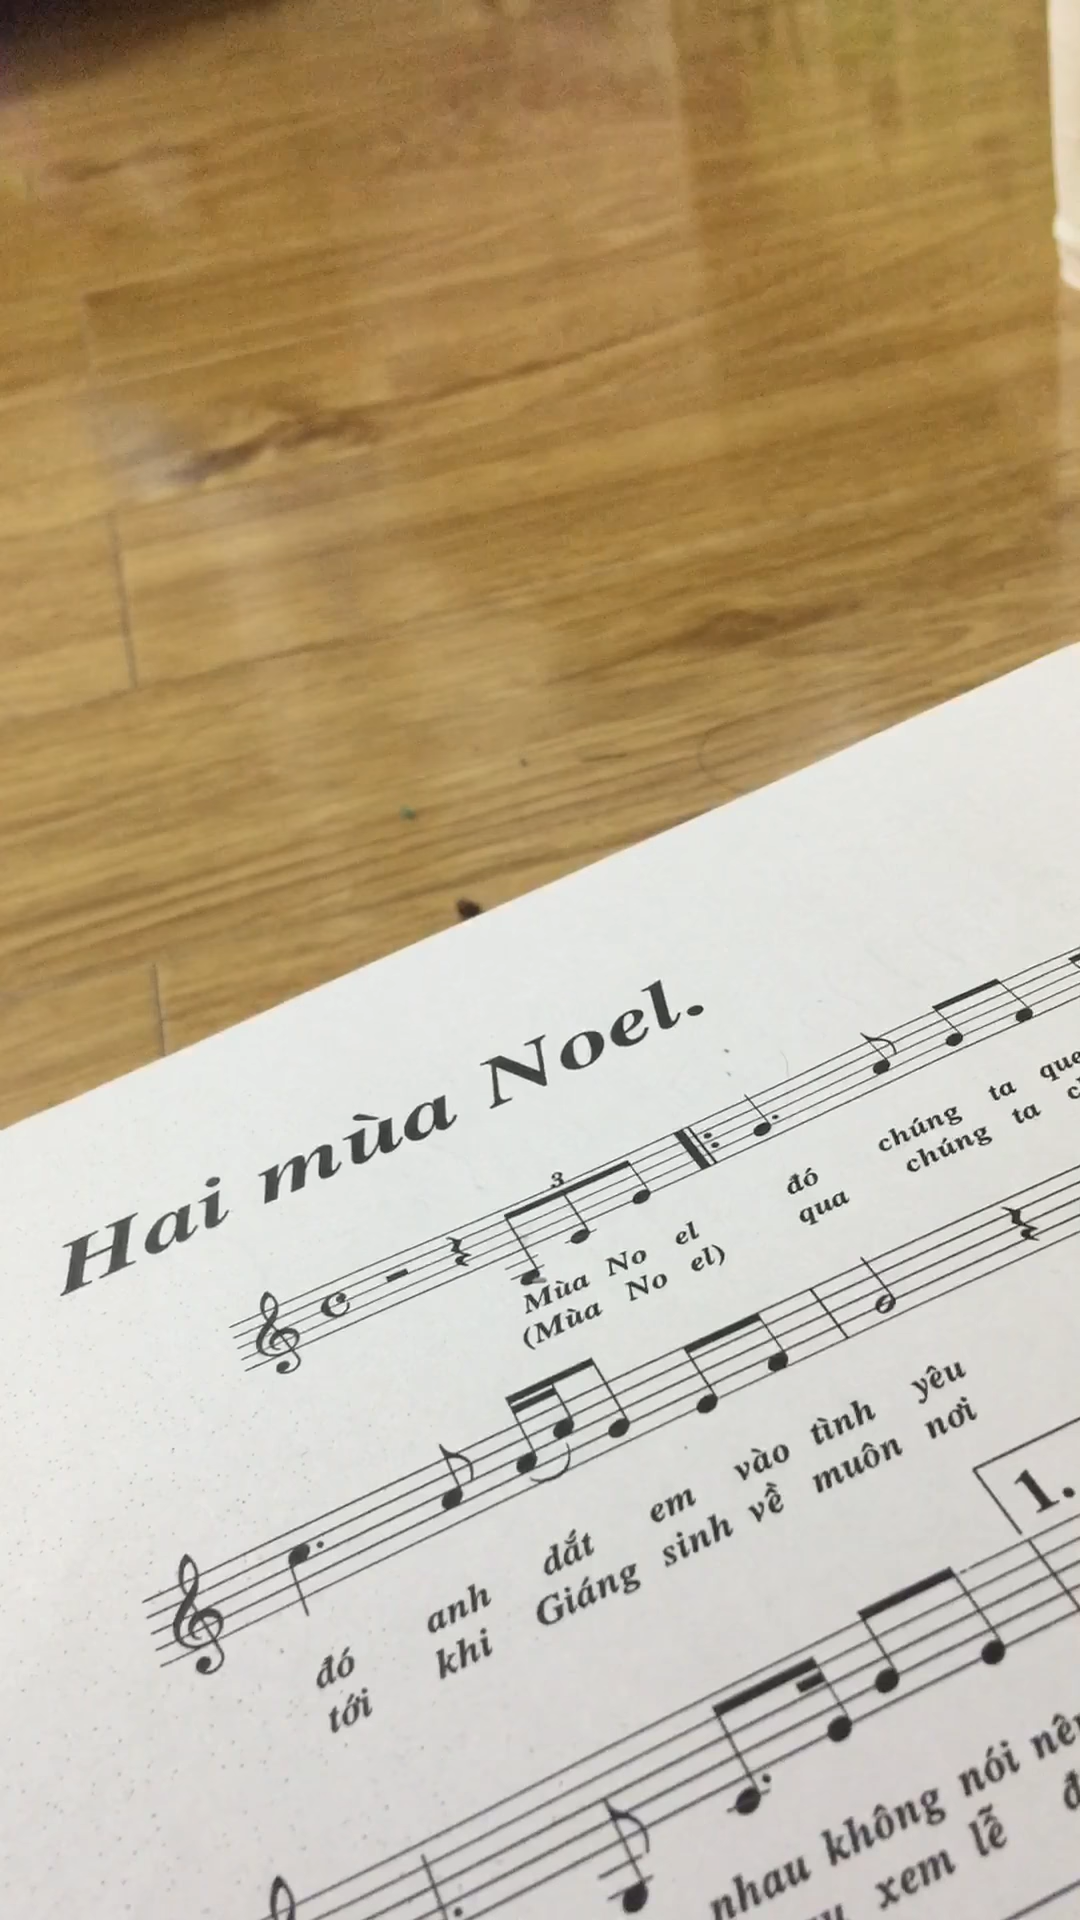 Hai mùa Noel.
3
Mùa No el đó chúng ta
(Mùa No el) qua chúng ta
đó anh dắt em vào tình yêu
tới khi Giáng sinh về muôn nơi
1.
nhau không nói
xem lễ